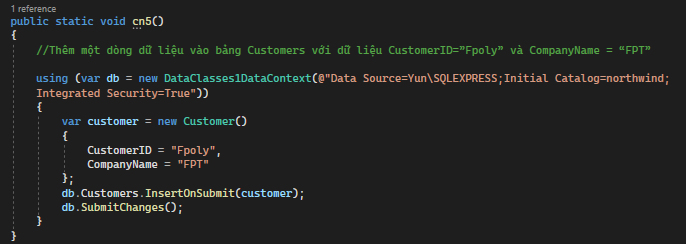 1 reference
public static void cn5()
{
//Thêm một dòng dữ liệu vào bảng Customers với dữ liệu CustomerID="Fpoly" và CompanyName = “FPT”
using (var db = new DataClasses1DataContext(@"Data Source=Yun\SQLEXPRESS;Initial Catalog=northwind;
Integrated Security=True"))
{
var customer = new Customer()
{
CustomerID = "Fpoly",
CompanyName = "FPT"
};
db.Customers.InsertOnSubmit(customer);
db.SubmitChanges();
}
}